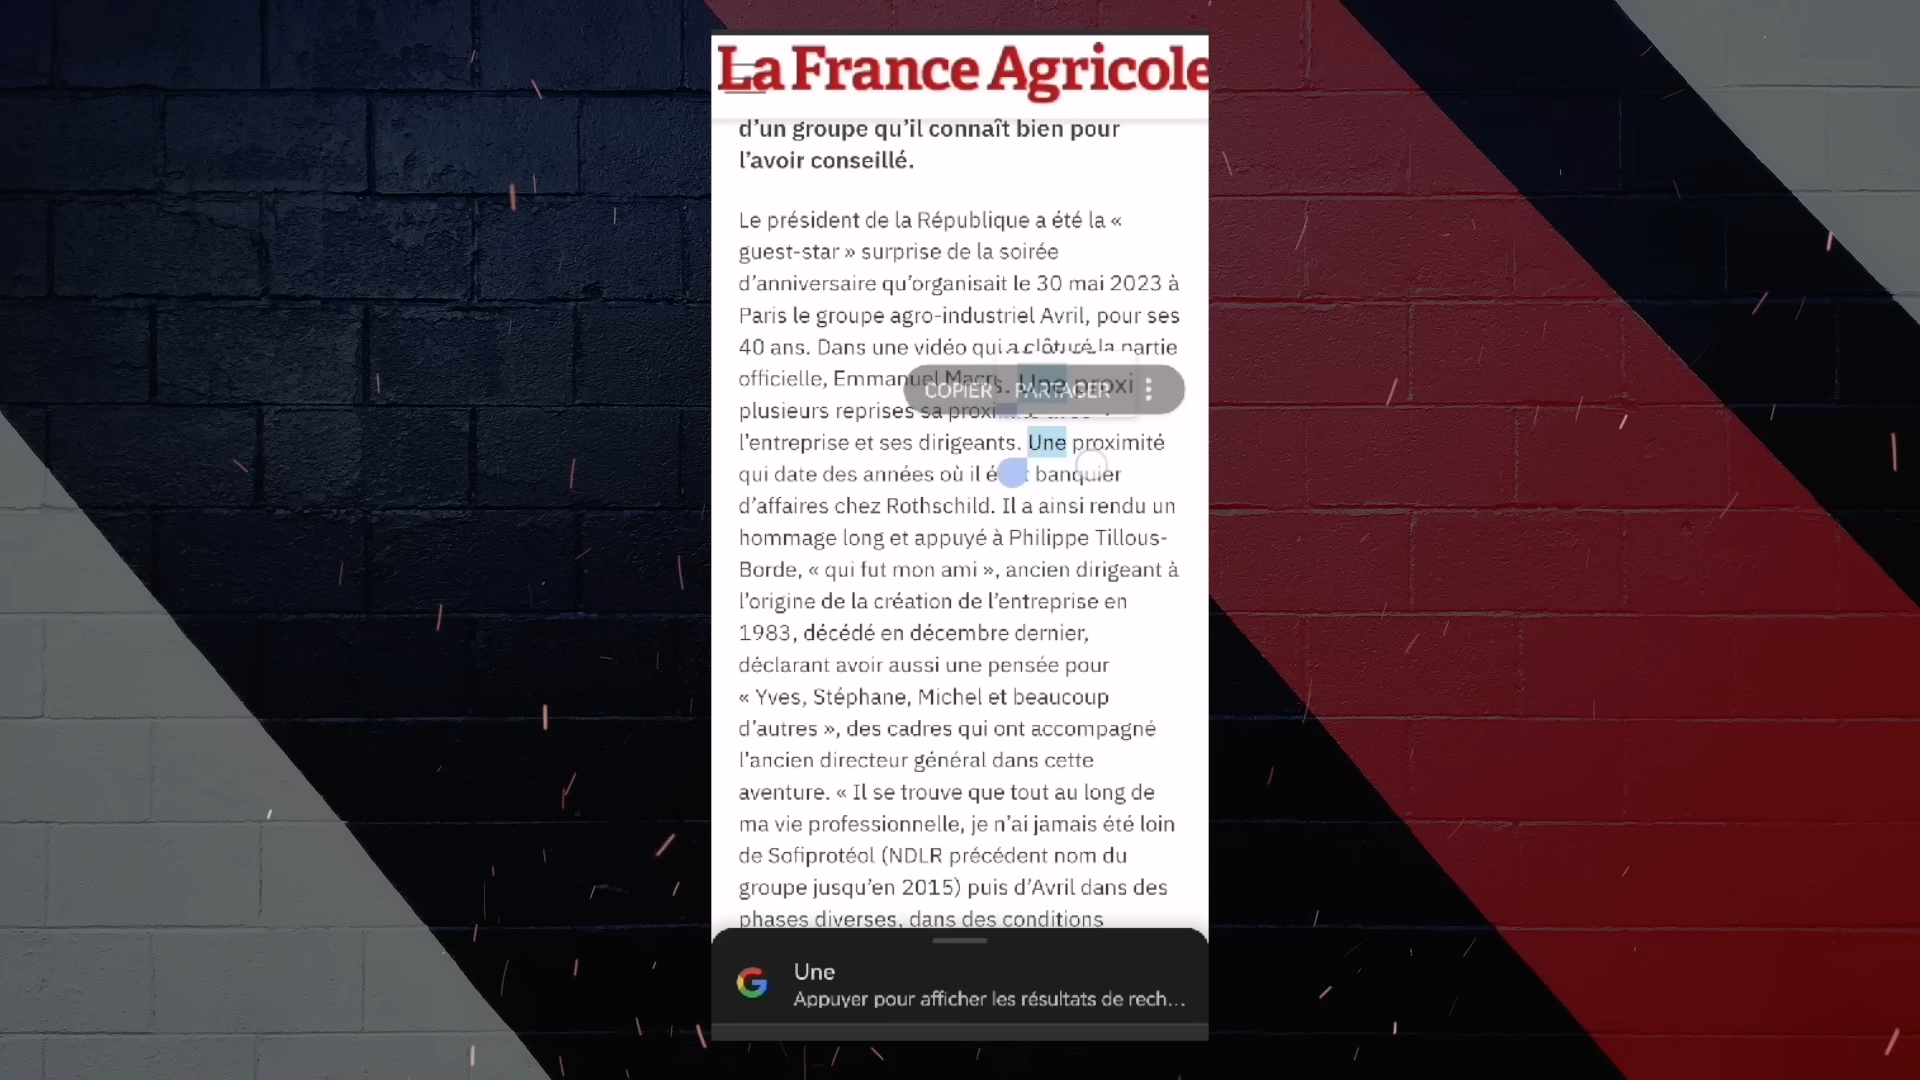 La France Agricole
d’un groupe qu’il connaît bien pour
l’avoir conseillé.
Le président de la République a été la «
guest-star » surprise de la soirée
d’anniversaire qu’organisait le 30 mai 2023 à
Paris le groupe agro-industriel Avril, pour ses
40 ans. Dans une vidéo qui a clôturé la partie
officielle, Emmanuel Macr
s. Une proxi
COPIER PARTAGER
plusieurs reprises sa proxi
l’entreprise et ses dirigeants. Une proximité
qui date des années où il é banquier
d’affaires chez Rothschild. Il a ainsi rendu un
hommage long et appuyé à Philippe Tillous-
Borde, « qui fut mon ami », ancien dirigeant à
l’origine de la création de l’entreprise en
1983, décédé en décembre dernier,
déclarant avoir aussi une pensée pour
« Yves, Stéphane, Michel et beaucoup
d’autres », des cadres qui ont accompagné
l’ancien directeur général dans cette
aventure. « Il se trouve que tout au long de
ma vie professionnelle, je n’ai jamais été loin
de Sofiprotéol (NDLR précédent nom du
groupe jusqu’en 2015) puis d’Avril dans des
phases diverses, dans des conditions
Une
Appuyer pour afficher les résultats de rech...